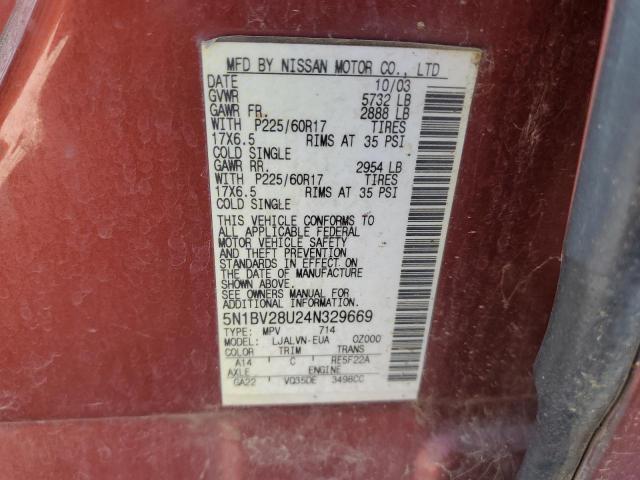 MFD BY NISSAN MOTOR CO., LTD
DATE 10/03
GVWR 5732 LB
GAWR FR. 2888 LB
WITH P225/60R17 TIRES
17X6.5 RIMS AT 35 PSI
COLD SINGLE
GAWR RR. 2954 LB
WITH P225/60R17 TIRES
17X6.5 RIMS AT 35 PSI
COLD SINGLE
THIS VEHICLE CONFORMS TO
ALL APPLICABLE FEDERAL
MOTOR VEHICLE SAFETY
AND THEFT PREVENTION
STANDARDS IN EFFECT ON
THE DATE OF MANUFACTURE
SHOWN ABOVE.
SEE OWNERS MANUAL FOR
ADDITIONAL INFORMATION.
5N1BV28U24N329669
TYPE: MPV 714
MODEL: LJALVN-EUA 0Z000
COLOR TRIM TRANS
A14 C RE5F22A
AXLE ENGINE
GA22 VQ35DE 3498CC